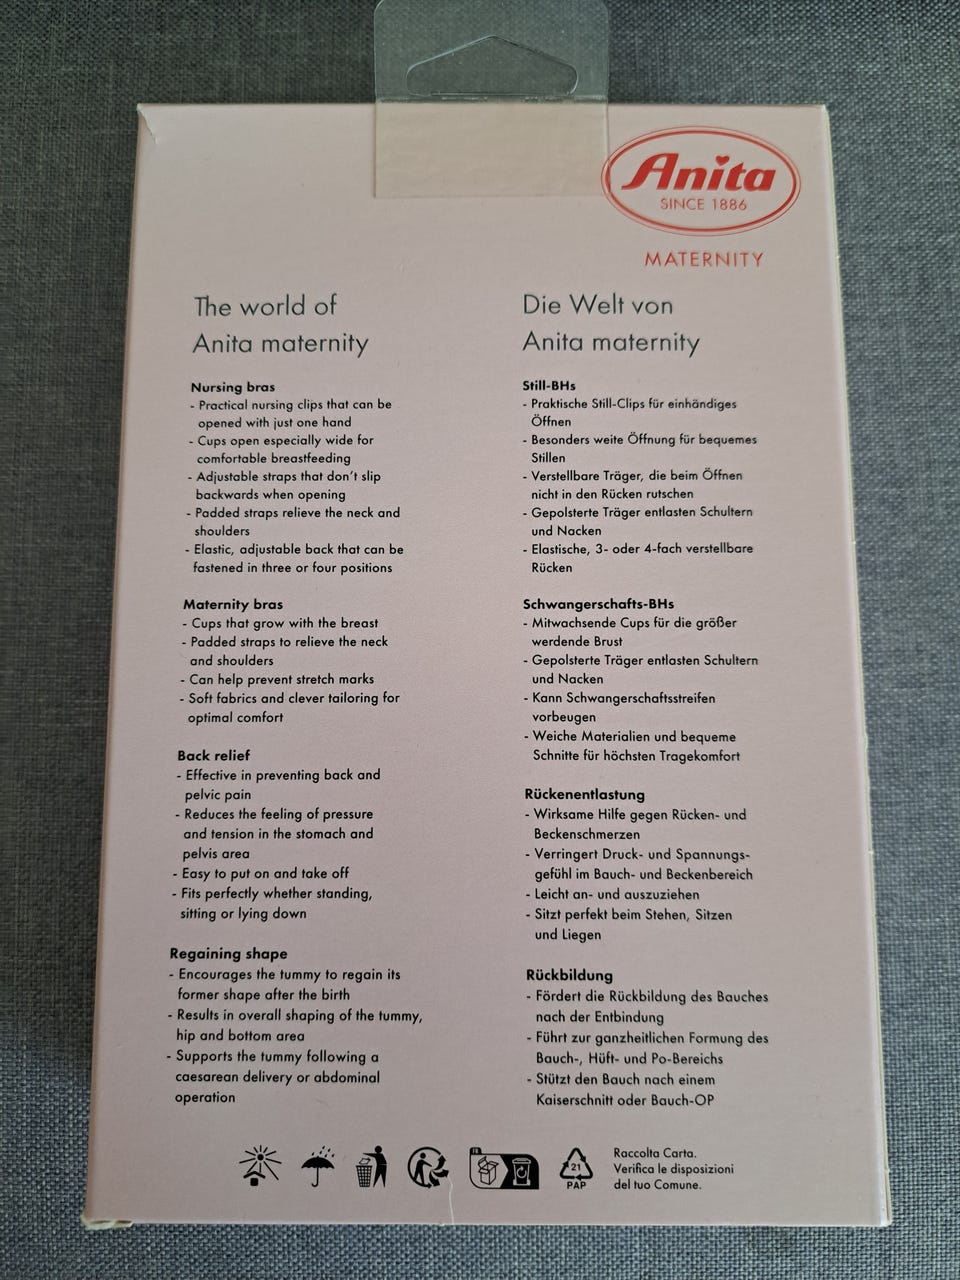 Anita
SINCE 1886
MATERNITY
The world of
Anita maternity
Nursing bras
- Practical nursing clips that can be
opened with just one hand
- Cups open especially wide for
comfortable breastfeeding
- Adjustable straps that don't slip
backwards when opening
- Padded straps relieve the neck and
shoulders
- Elastic, adjustable back that can be
fastened in three or four positions
Maternity bras
- Cups that grow with the breast
- Padded straps to relieve the neck
and shoulders
- Can help prevent stretch marks
- Soft fabrics and clever tailoring for
optimal comfort
Back relief
- Effective in preventing back and
pelvic pain
- Reduces the feeling of pressure
and tension in the stomach and
pelvis area
- Easy to put on and take off
- Fits perfectly whether standing,
sitting or lying down
Regaining shape
- Encourages the tummy to regain its
former shape after the birth
- Results in overall shaping of the tummy,
hip and bottom area
- Supports the tummy following a
caesarean delivery or abdominal
operation
Die Welt von
Anita maternity
Still-BHs
- Praktische Still-Clips für einhändiges
Öffnen
- Besonders weite Öffnung für bequemes
Stillen
- Verstellbare Träger, die beim Öffnen
nicht in den Rücken rutschen
- Gepolsterte Träger entlasten Schultern
und Nacken
- Elastische, 3- oder 4-fach verstellbare
Rücken
Schwangerschafts-BHs
- Mitwachsende Cups für die größer
werdende Brust
- Gepolsterte Träger entlasten Schultern
und Nacken
- Kann Schwangerschaftsstreifen
vorbeugen
- Weiche Materialien und bequeme
Schnitte für höchsten Tragekomfort
Rückenentlastung
- Wirksame Hilfe gegen Rücken- und
Beckenschmerzen
- Verringert Druck- und Spannungs-
gefühl im Bauch- und Beckenbereich
- Leicht an- und auszuziehen
- Sitzt perfekt beim Stehen, Sitzen
und Liegen
Rückbildung
- Fördert die Rückbildung des Bauches
nach der Entbindung
- Führt zur ganzheitlichen Formung des
Bauch-, Hüft- und Po-Bereichs
- Stützt den Bauch nach einem
Kaiserschnitt oder Bauch-OP
FR
21
PAP
Raccolta Carta.
Verifica le disposizioni
del tuo Comune.